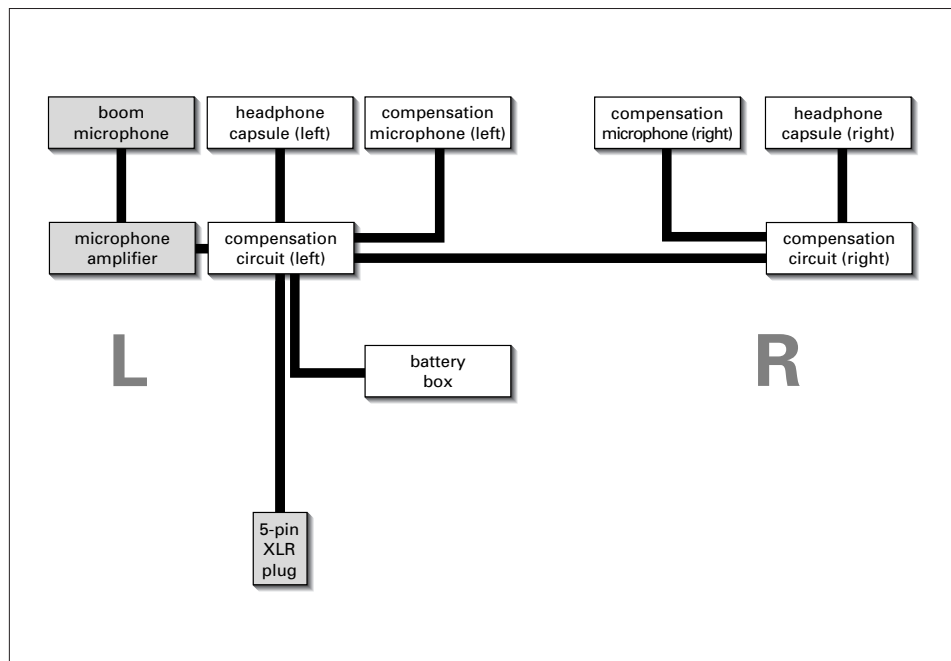 boom
microphone
headphone
capsule (left)
compensation
microphone (left)
compensation
microphone (right)
headphone
capsule (right)
microphone
amplifier
compensation
circuit (left)
compensation
circuit (right)
L
R
battery
box
5-pin
XLR
plug